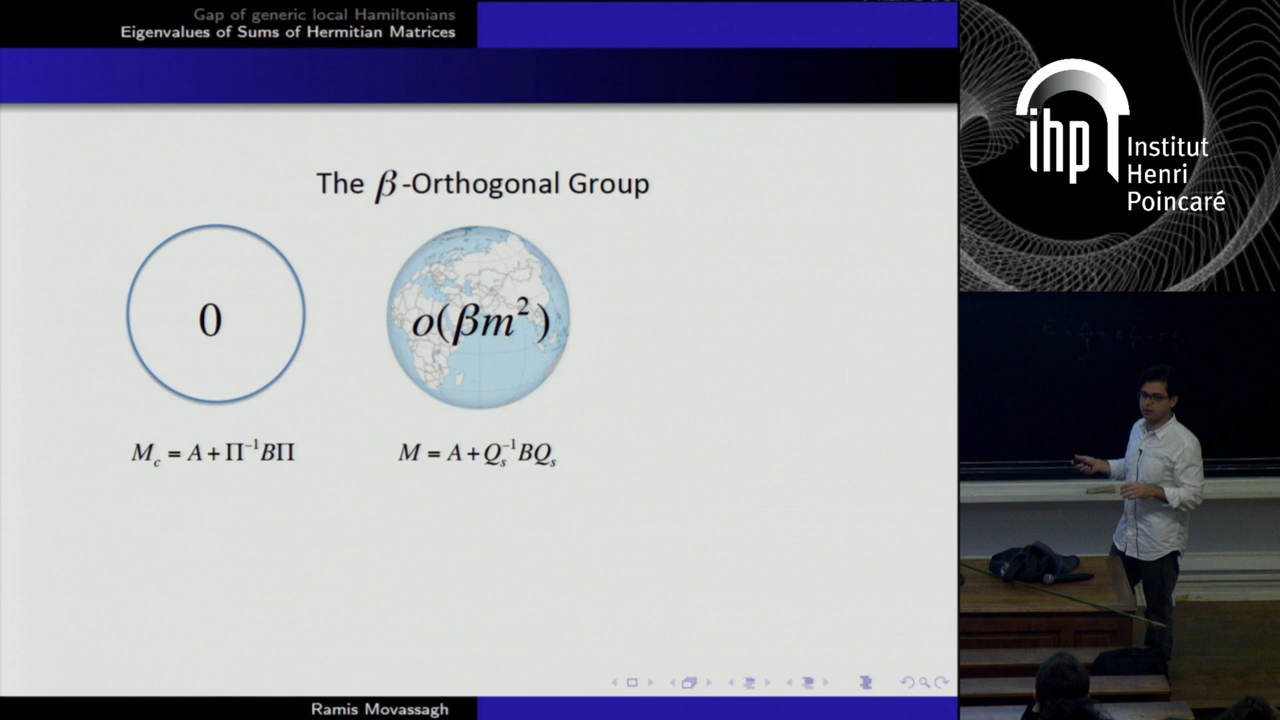 Gap of generic local Hamiltonians
Eigenvalues of Sums of Hermitian Matrices
The β-Orthogonal Group
0
o(βm²)
M_c = A + Π⁻¹BΠ
M = A + Q_s⁻¹BQ_s
Ramis Movassagh
ihp
Institut
Henri
Poincaré